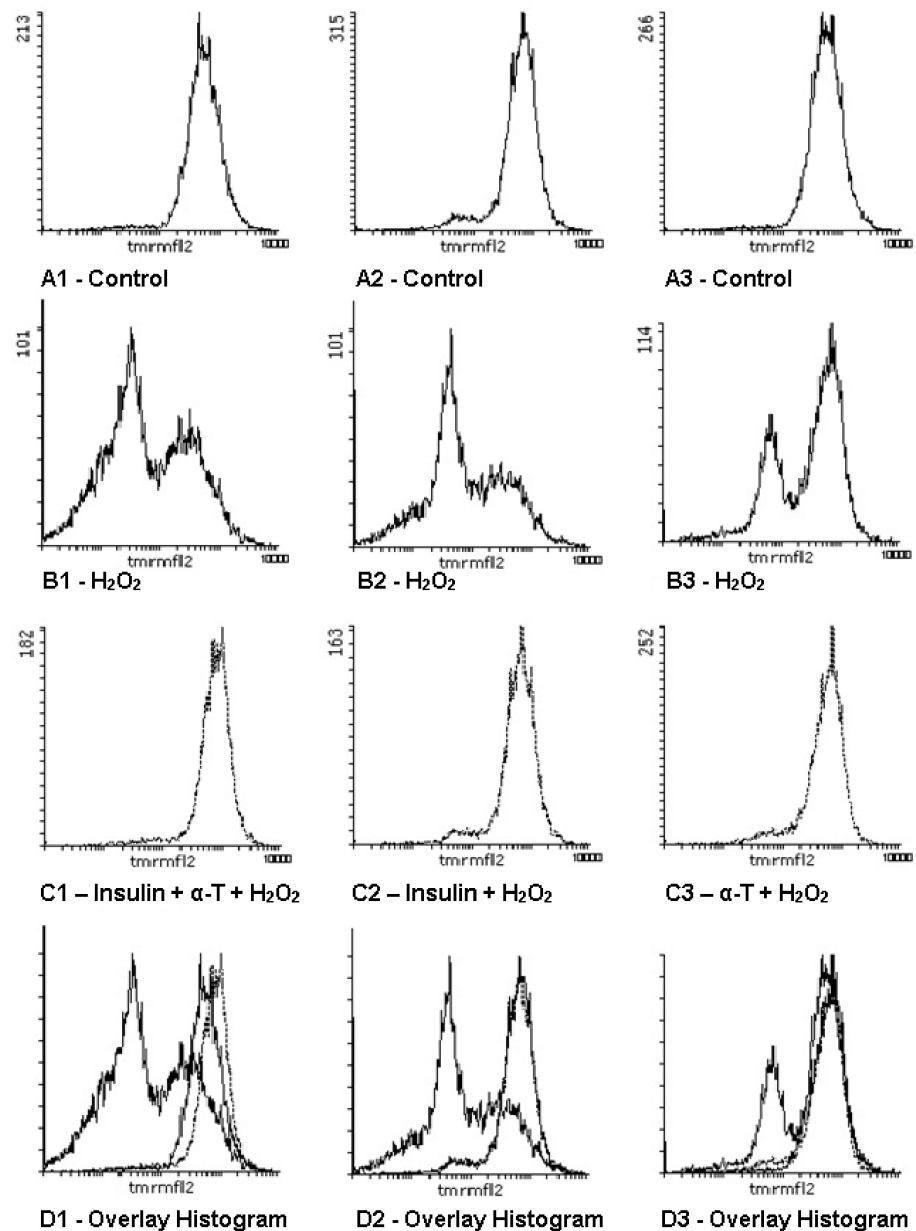 213
315
266
tmrmfl2 10000
tmrmfl2 10000
tmrmfl2 10000
A1 - Control
A2 - Control
A3 - Control
101
101
114
tmrmfl2 10000
tmrmfl2 10000
tmrmfl2 10000
B1 - H₂O₂
B2 - H₂O₂
B3 - H₂O₂
182
163
252
tmrmfl2 10000
tmrmfl2 10000
tmrmfl2 10000
C1 – Insulin + α-T + H₂O₂
C2 – Insulin + H₂O₂
C3 – α-T + H₂O₂
tmrmfl2 10000
tmrmfl2 10000
tmrmfl2 10000
D1 - Overlay Histogram
D2 - Overlay Histogram
D3 - Overlay Histogram